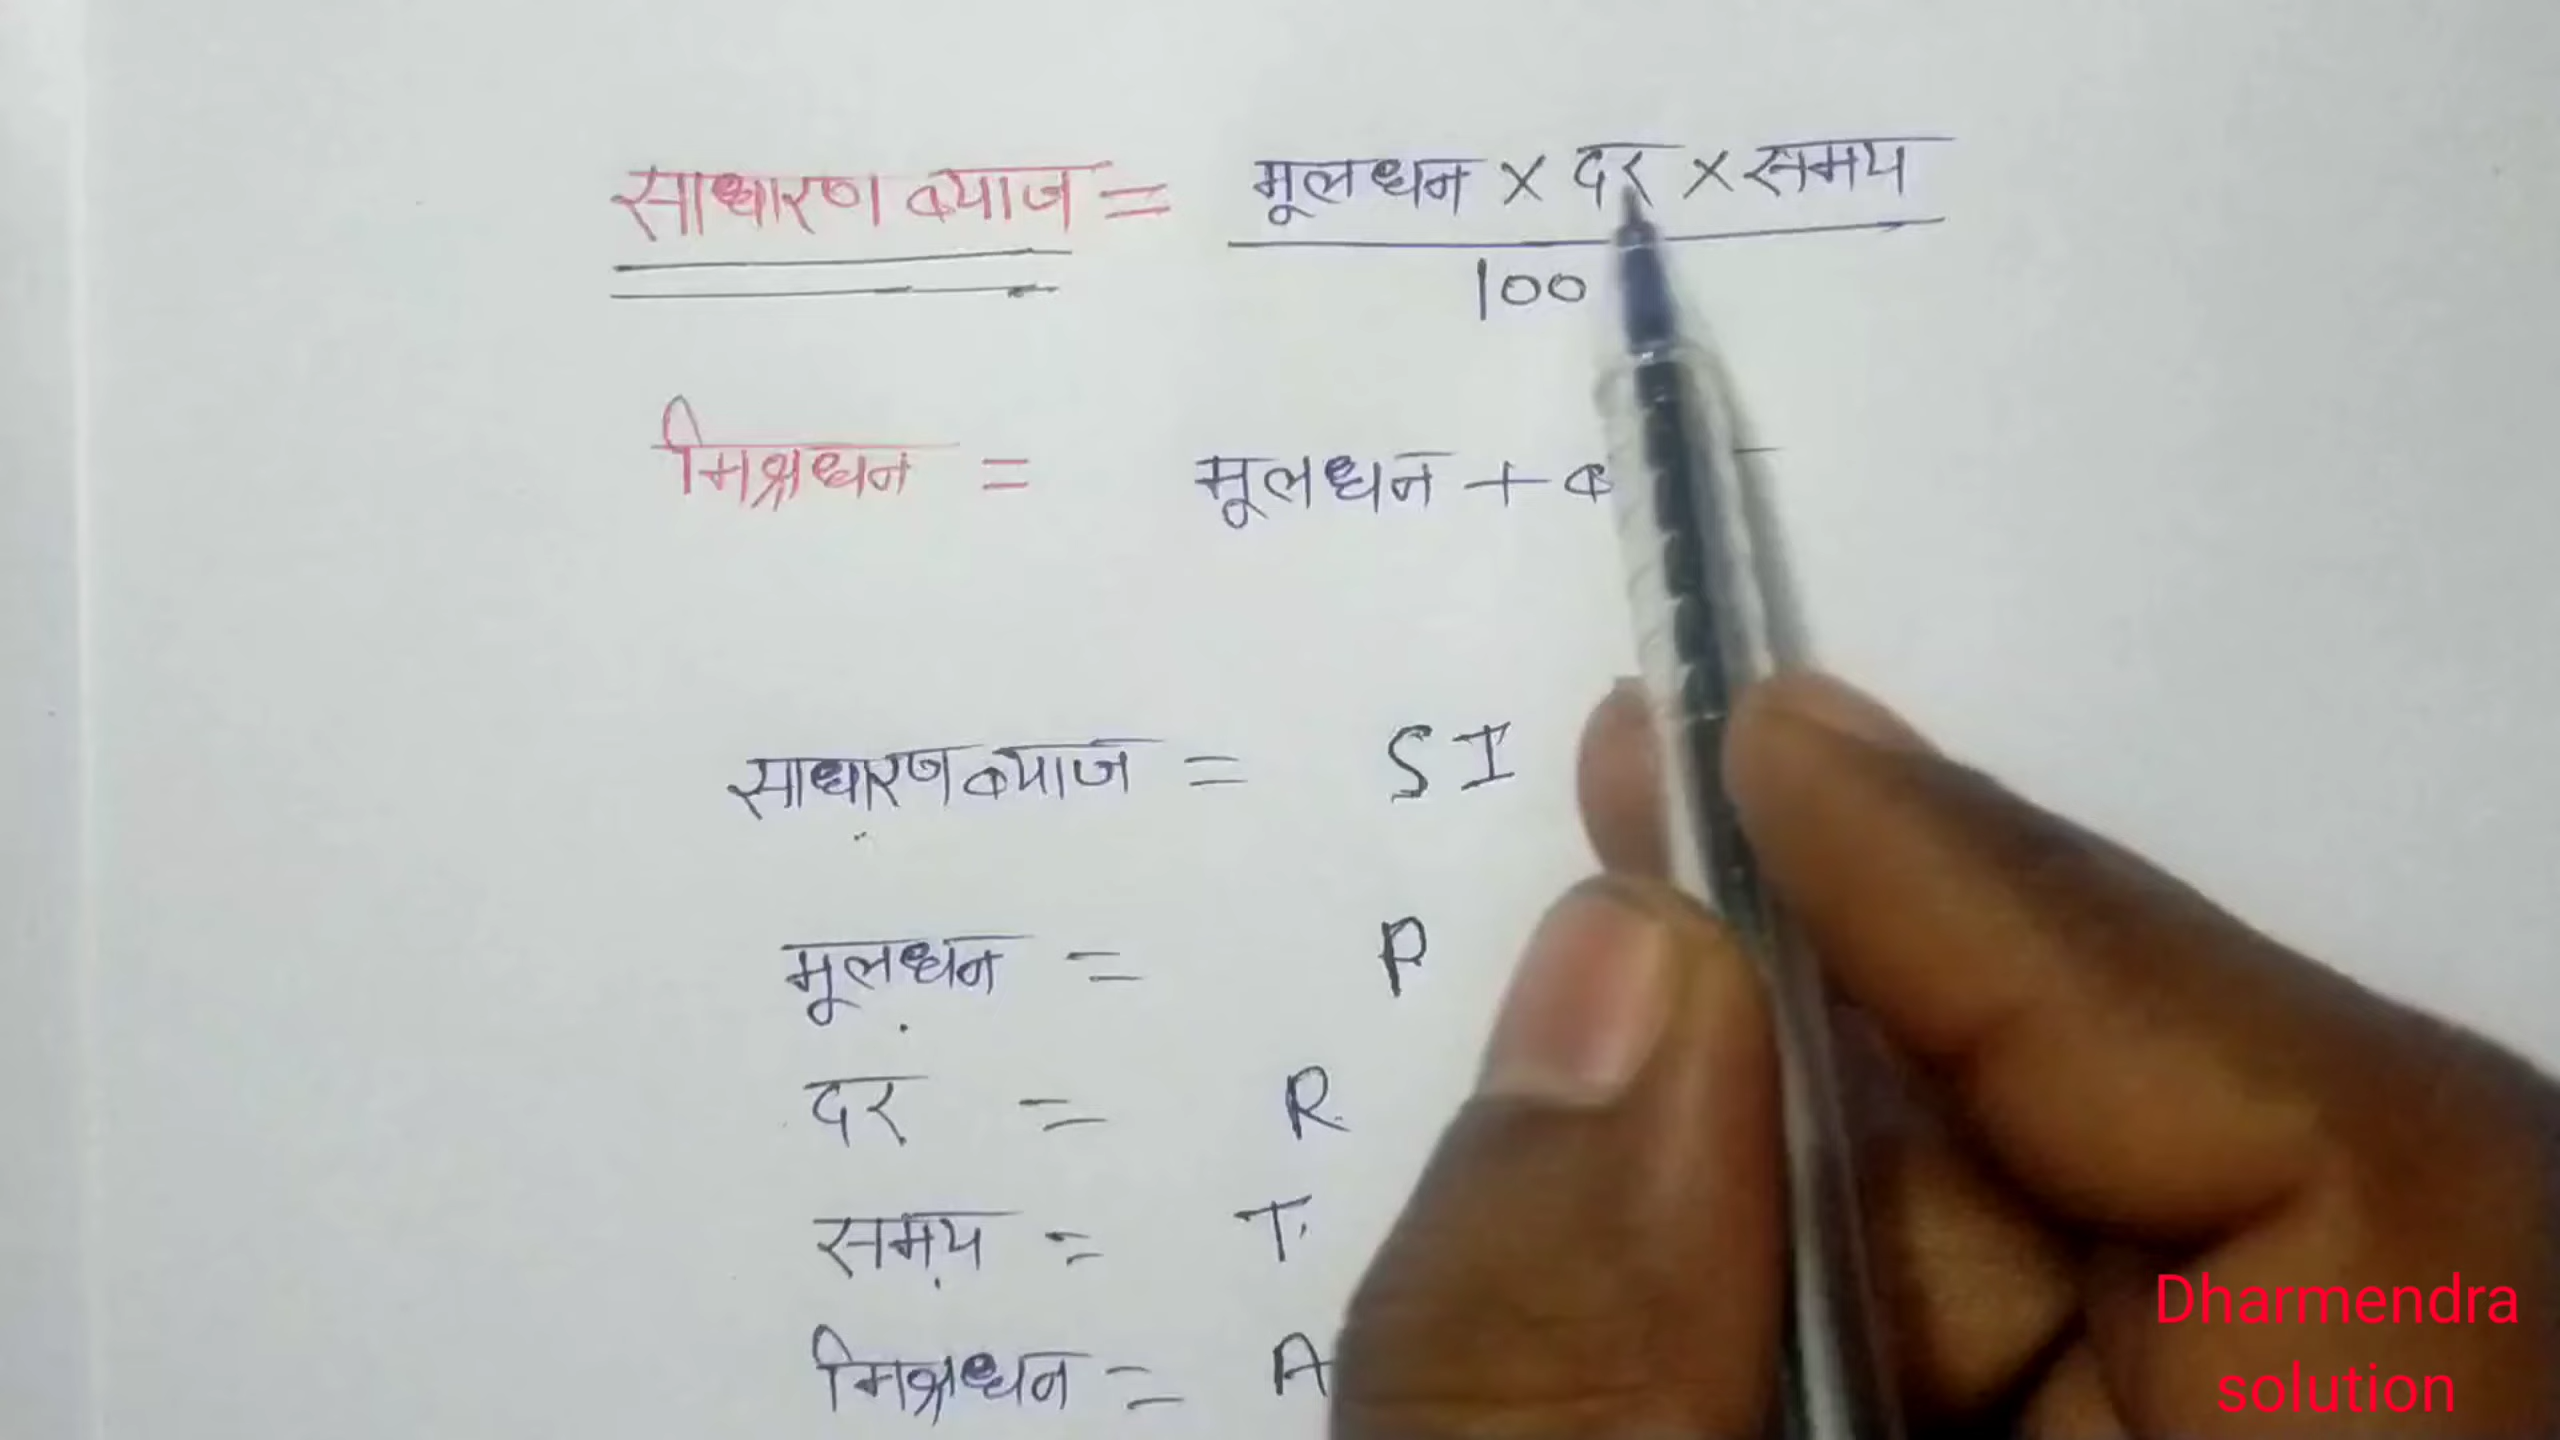 साधारण ब्याज = मूलधन × दर × समय
100
मिश्रधन = मूलधन +
साधारण ब्याज = SI
मूलधन = P
दर = R
समय = T
मिश्रधन = A
Dharmendra
solution